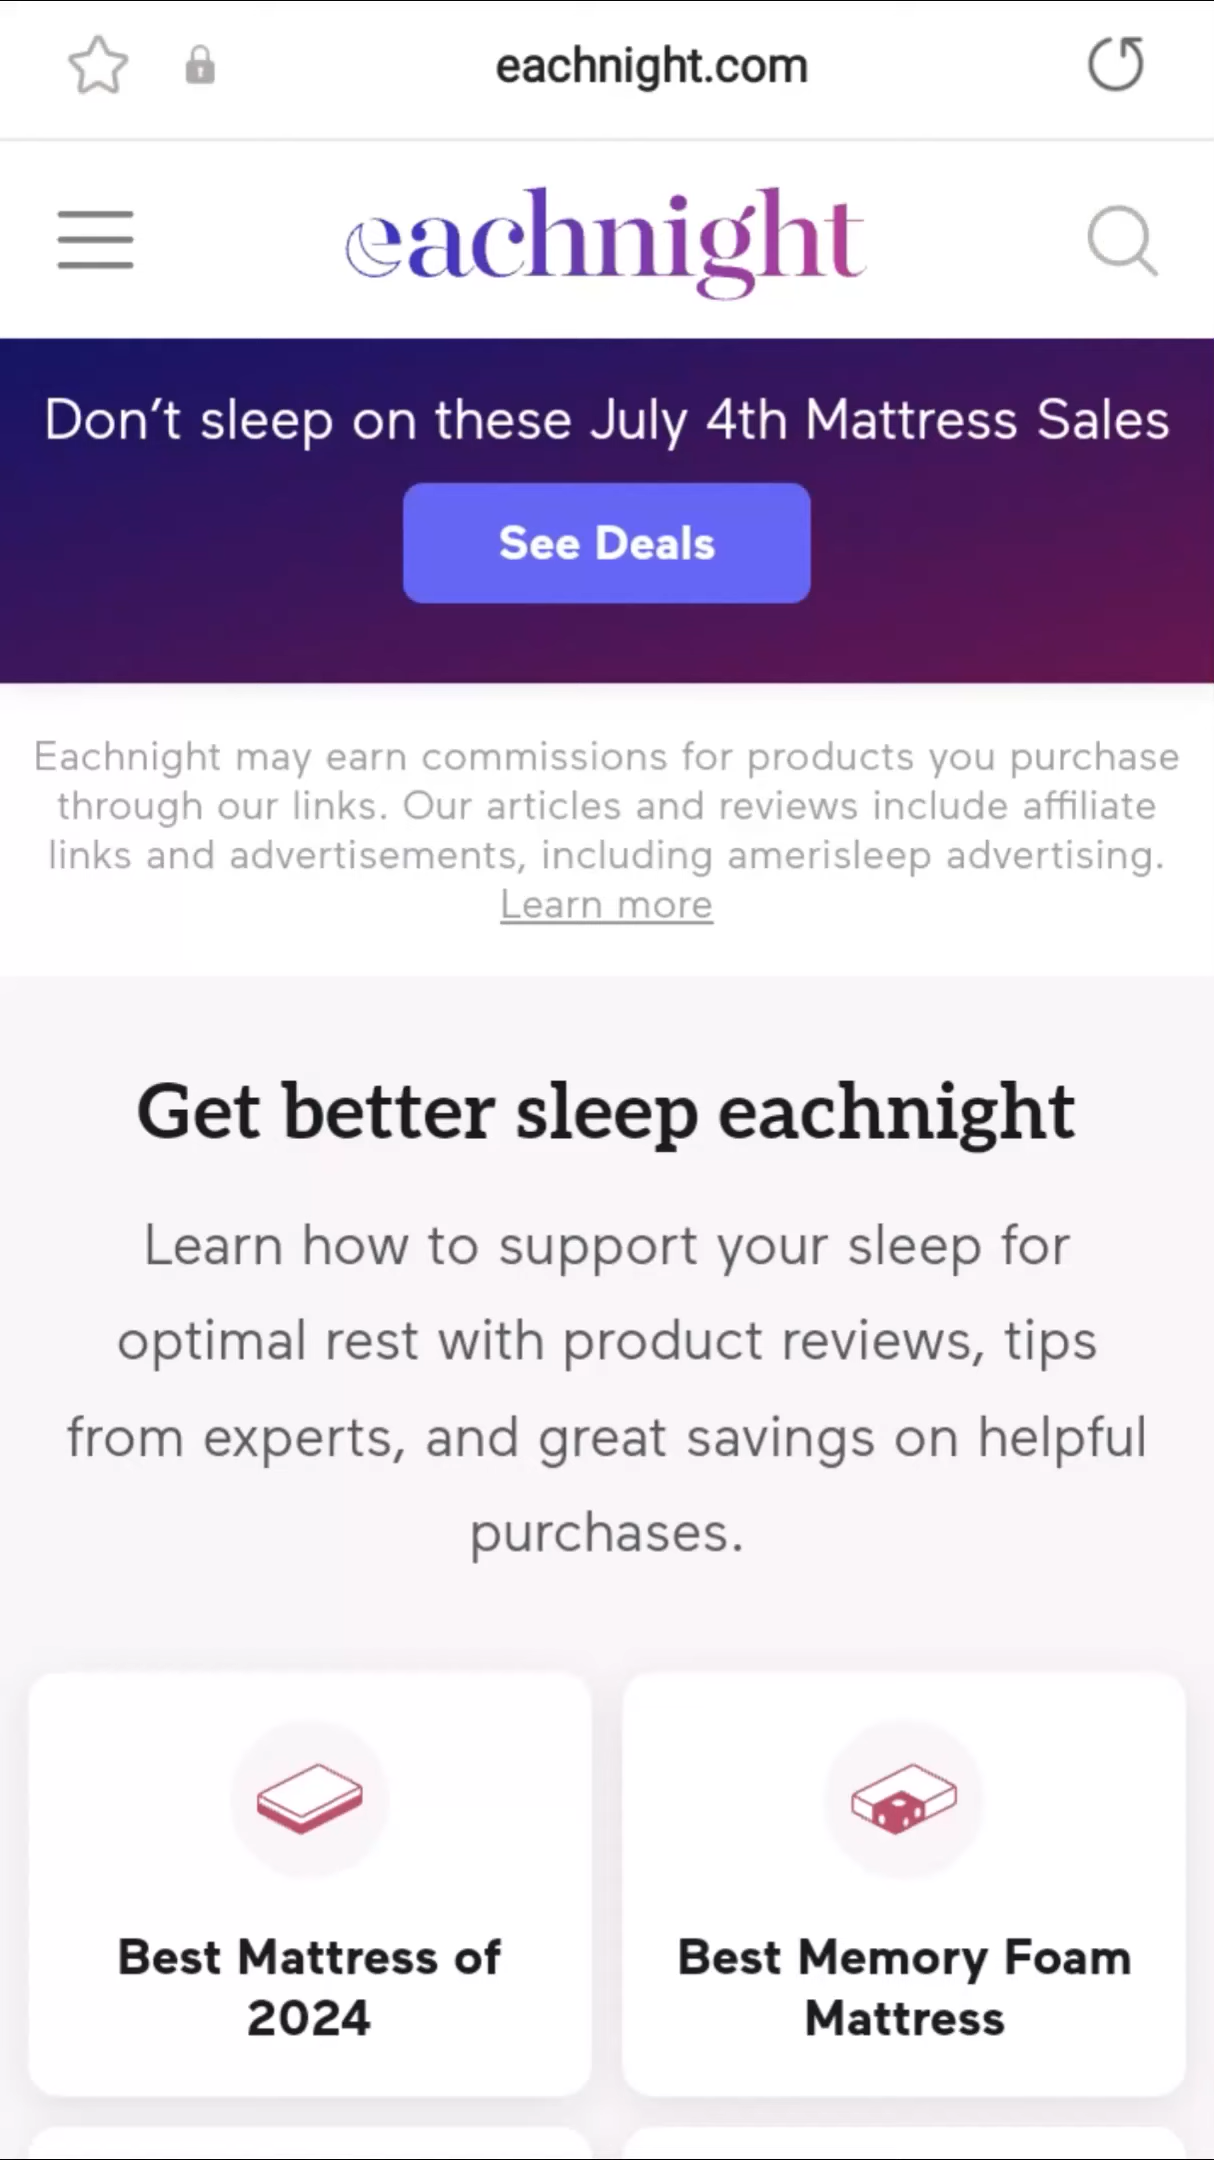 eachnight.com
eachnight
Don’t sleep on these July 4th Mattress Sales
See Deals
Eachnight may earn commissions for products you purchase
through our links. Our articles and reviews include affiliate
links and advertisements, including amerisleep advertising.
Learn more
Get better sleep eachnight
Learn how to support your sleep for
optimal rest with product reviews, tips
from experts, and great savings on helpful
purchases.
Best Mattress of
2024
Best Memory Foam
Mattress